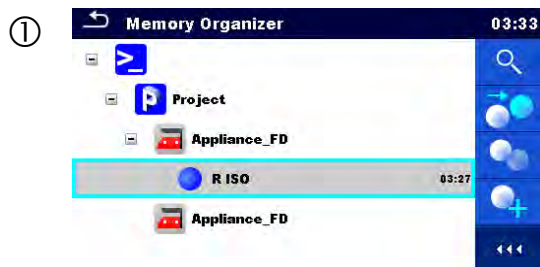 ①
Memory Organizer 03:33
>_
p Project
Appliance_FD
R ISO 03:27
Appliance_FD